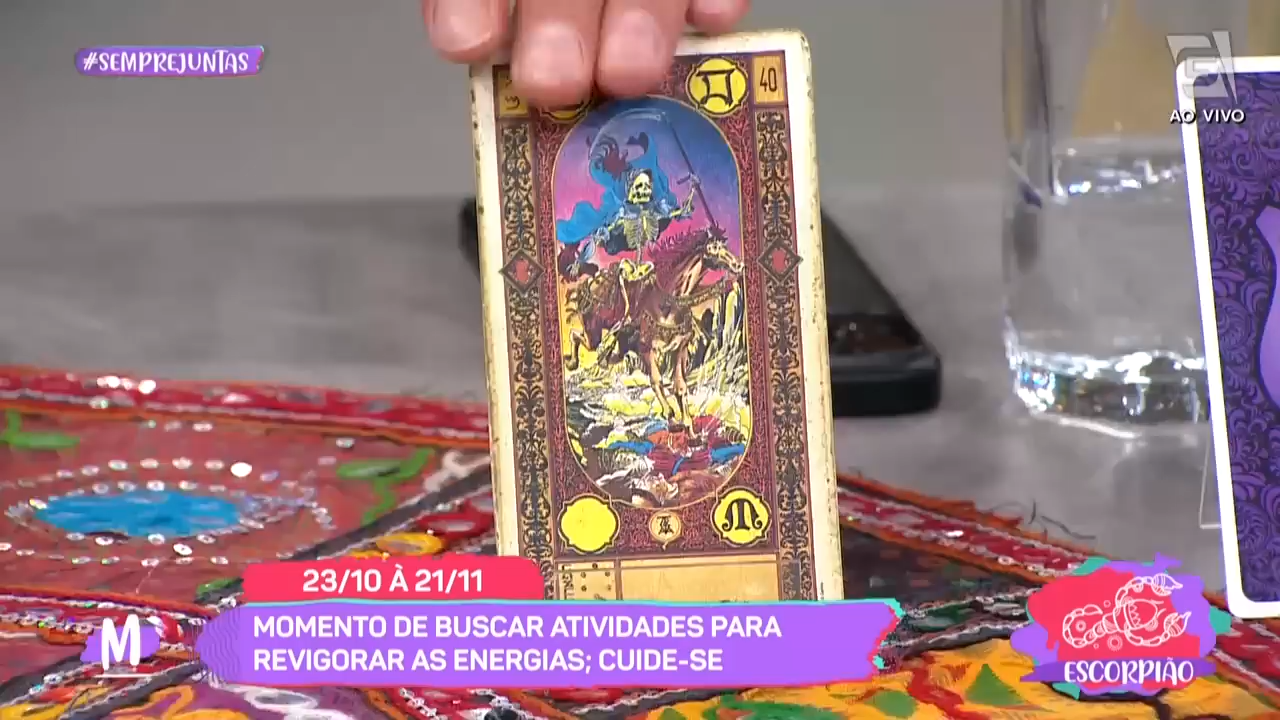 #SEMPREJUNTAS
AO VIVO
40
23/10 À 21/11
M
MOMENTO DE BUSCAR ATIVIDADES PARA
REVIGORAR AS ENERGIAS; CUIDE-SE
ESCORPIÃO